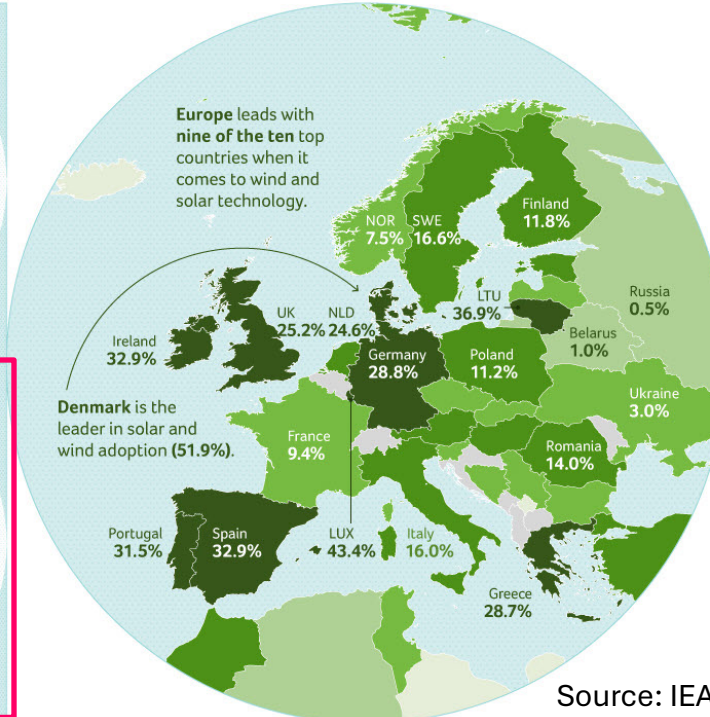 Europe leads with
nine of the ten top
countries when it
comes to wind and
solar technology.
NOR
7.5%
SWE
16.6%
Finland
11.8%
Russia
0.5%
LTU
36.9%
Belarus
1.0%
UK
25.2%
NLD
24.6%
Ireland
32.9%
Germany
28.8%
Poland
11.2%
Ukraine
3.0%
Denmark is the
leader in solar and
wind adoption (51.9%).
France
9.4%
Romania
14.0%
Portugal
31.5%
Spain
32.9%
LUX
43.4%
Italy
16.0%
Greece
28.7%
Source: IEA